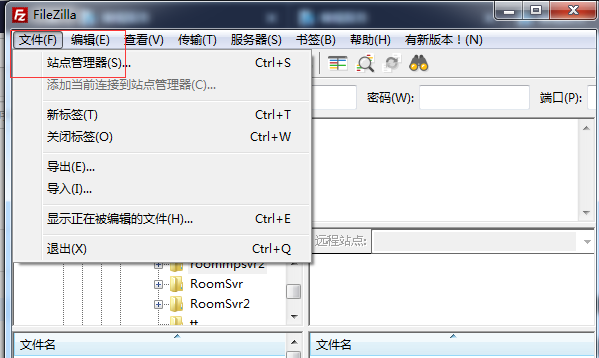 FileZilla
文件(F) 编辑(E) 查看(V) 传输(T) 服务器(S) 书签(B) 帮助(H) 有新版本！(N)
站点管理器(S)... Ctrl+S
添加当前连接到站点管理器(C)...
密码(W): 端口(P):
新标签(T) Ctrl+T
关闭标签(O) Ctrl+W
导出(E)...
导入(I)...
显示正在被编辑的文件(H)... Ctrl+E
退出(X) Ctrl+Q
远程站点:
roommpsvr2
RoomSvr
RoomSvr2
tt
文件名 文件名